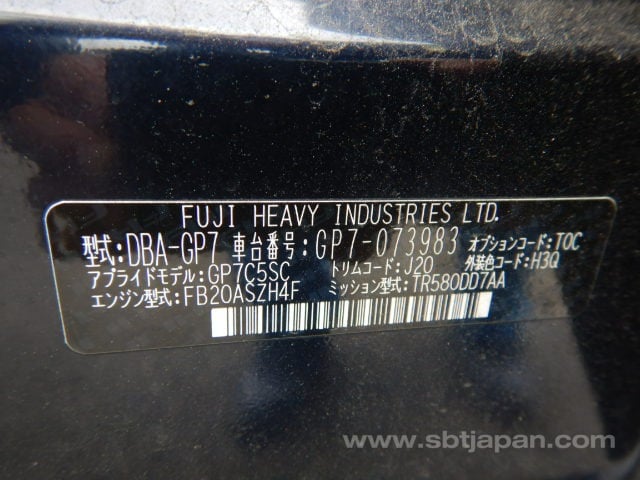 FUJI HEAVY INDUSTRIES LTD.
型式:DBA-GP7 車台番号:GP7-073983 オプションコード:TOC
アプライドモデル:GP7C5SC トリムコード:J20 外装色コード:H3Q
エンジン型式:FB20ASZH4F ミッション型式:TR580DD7AA
www.sbtjapan.com